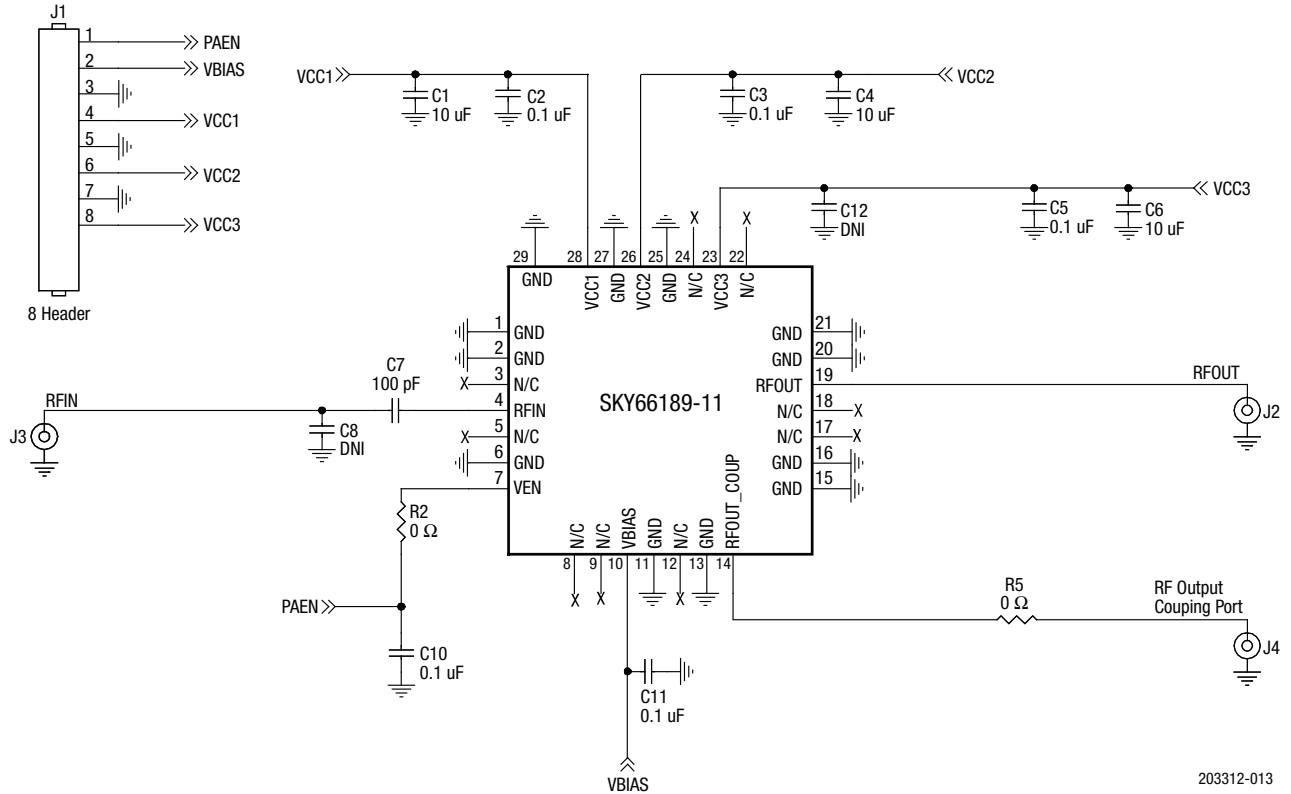 J1
1
PAEN
2
VBIAS
3
4
VCC1
5
6
VCC2
7
8
VCC3
8 Header
VCC1
C1
10 uF
C2
0.1 uF
C3
0.1 uF
C4
10 uF
VCC2
C12
DNI
C5
0.1 uF
C6
10 uF
VCC3
X X
29 28 27 26 25 24 23 22
GND VCC1 GND VCC2 GND N/C VCC3 N/C
1 GND
2 GND
X 3 N/C
4 RFIN
X 5 N/C
6 GND
7 VEN
SKY66189-11
GND 21
GND 20
RFOUT 19
N/C 18 X
N/C 17 X
GND 16
GND 15
N/C N/C VBIAS GND N/C GND RFOUT_COUP
8 9 10 11 12 13 14
X X X
RFIN
J3
C7
100 pF
C8
DNI
RFOUT
J2
R2
0 Ω
PAEN
C10
0.1 uF
C11
0.1 uF
VBIAS
R5
0 Ω
RF Output
Couping Port
J4
203312-013